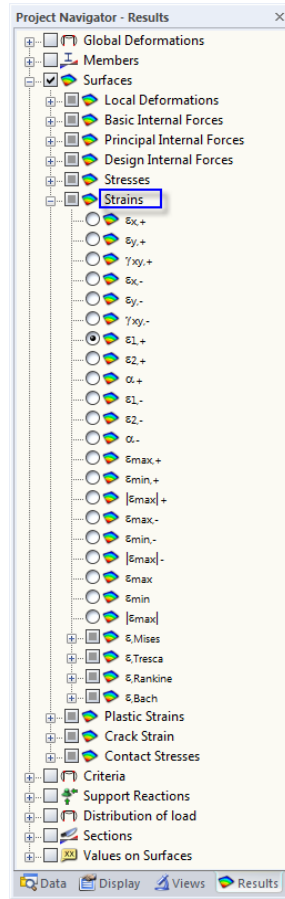 Project Navigator - Results
Global Deformations
Members
Surfaces
Local Deformations
Basic Internal Forces
Principal Internal Forces
Design Internal Forces
Stresses
Strains
εx,+
εy,+
γxy,+
εx,-
εy,-
γxy,-
ε1,+
ε2,+
α,+
ε1,-
ε2,-
α,-
εmax,+
εmin,+
|εmax|,+
εmax,-
εmin,-
|εmax|,-
εmax
εmin
|εmax|
ε,Mises
ε,Tresca
ε,Rankine
ε,Bach
Plastic Strains
Crack Strain
Contact Stresses
Criteria
Support Reactions
Distribution of load
Sections
XX Values on Surfaces
Data Display Views Results